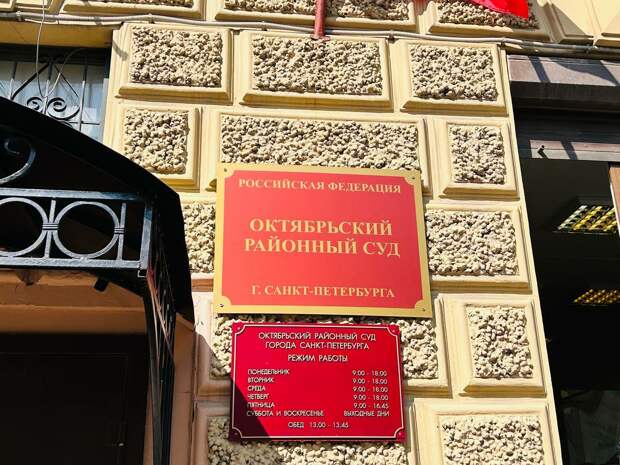 РОССИЙСКАЯ ФЕДЕРАЦИЯ
ОКТЯБРЬСКИЙ
РАЙОННЫЙ СУД
Г. САНКТ-ПЕТЕРБУРГА
ОКТЯБРЬСКИЙ РАЙОННЫЙ СУД
ГОРОДА САНКТ-ПЕТЕРБУРГА
РЕЖИМ РАБОТЫ
ПОНЕДЕЛЬНИК 9.00 - 18.00
ВТОРНИК 9.00 - 18.00
СРЕДА 9.00 - 18.00
ЧЕТВЕРГ 9.00 - 18.00
ПЯТНИЦА 9.00 - 16.45
СУББОТА И ВОСКРЕСЕНЬЕ ВЫХОДНЫЕ ДНИ
ОБЕД 13.00 - 13.45